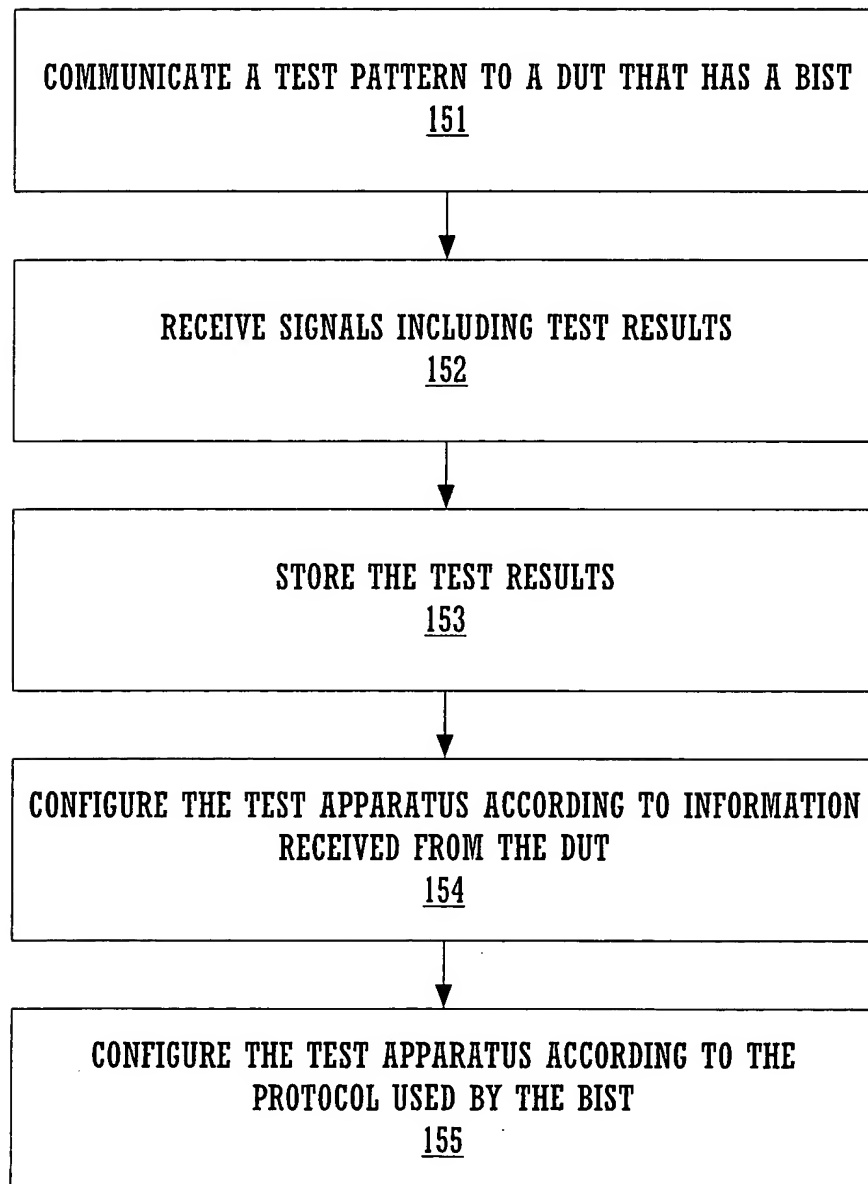 COMMUNICATE A TEST PATTERN TO A DUT THAT HAS A BIST
151
RECEIVE SIGNALS INCLUDING TEST RESULTS
152
STORE THE TEST RESULTS
153
CONFIGURE THE TEST APPARATUS ACCORDING TO INFORMATION
RECEIVED FROM THE DUT
154
CONFIGURE THE TEST APPARATUS ACCORDING TO THE
PROTOCOL USED BY THE BIST
155